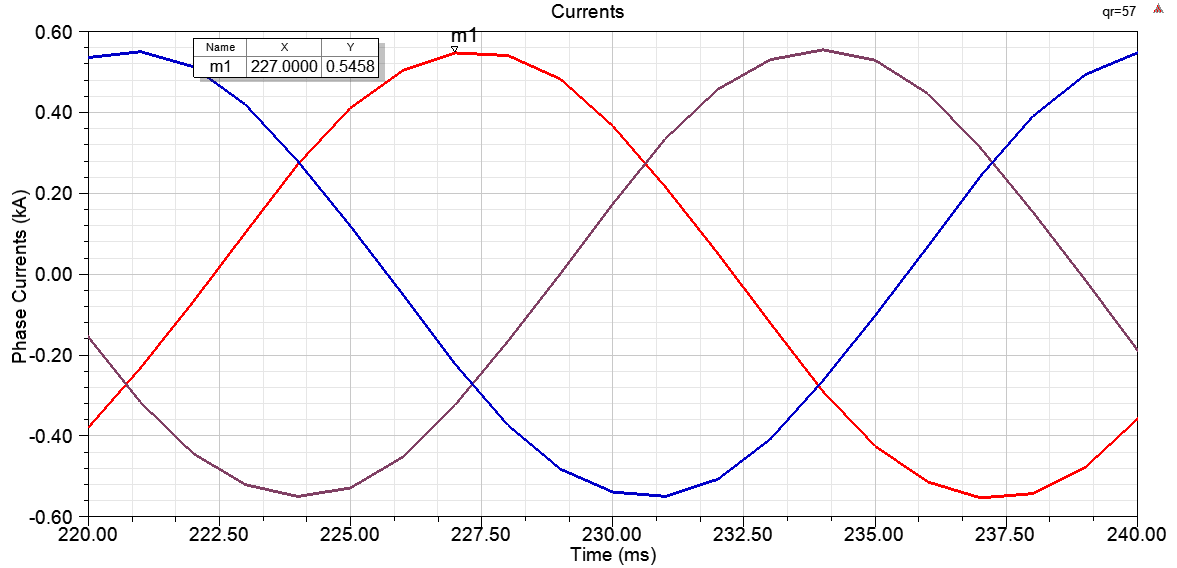 Currents
qr=57
m1
Name X Y
m1 227.0000 0.5458
Phase Currents (kA)
0.60
0.40
0.20
0.00
-0.20
-0.40
-0.60
220.00 222.50 225.00 227.50 230.00 232.50 235.00 237.50 240.00
Time (ms)